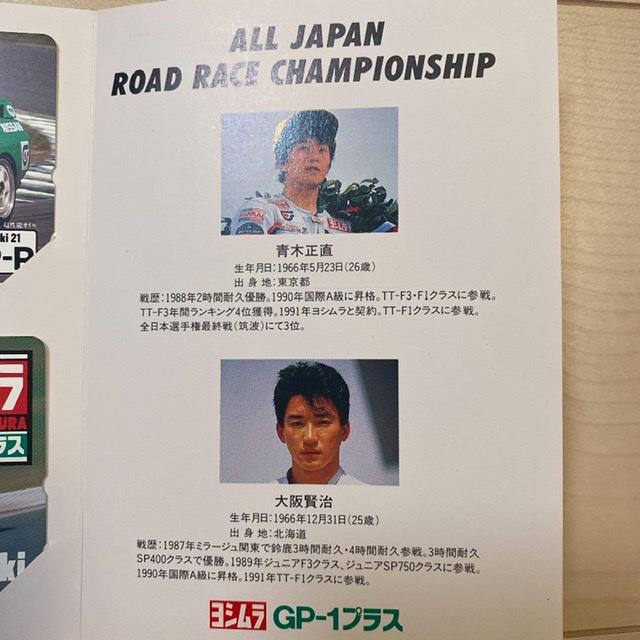 ALL JAPAN
ROAD RACE CHAMPIONSHIP
青木正直
生年月日:1966年5月23日(26歳)
出身地:東京都
戦歴:1988年2時間耐久優勝。1990年国際A級に昇格。TT-F3・F1クラスに参戦。
TT-F3年間ランキング4位獲得。1991年ヨシムラと契約。TT-F1クラスに参戦。
全日本選手権最終戦(筑波)にて3位。
大阪賢治
生年月日:1966年12月31日(25歳)
出身地:北海道
戦歴:1987年ミラージュ関東で鈴鹿3時間耐久・4時間耐久参戦。3時間耐久
SP400クラスで優勝。1989年ジュニアF3クラス、ジュニアSP750クラスに参戦。
1990年国際A級に昇格。1991年TT-F1クラスに参戦。
ヨシムラ GP-1プラス
NISSAN
ki 21
P-R
ラ
URA
ラス
ki
ヨシムラ